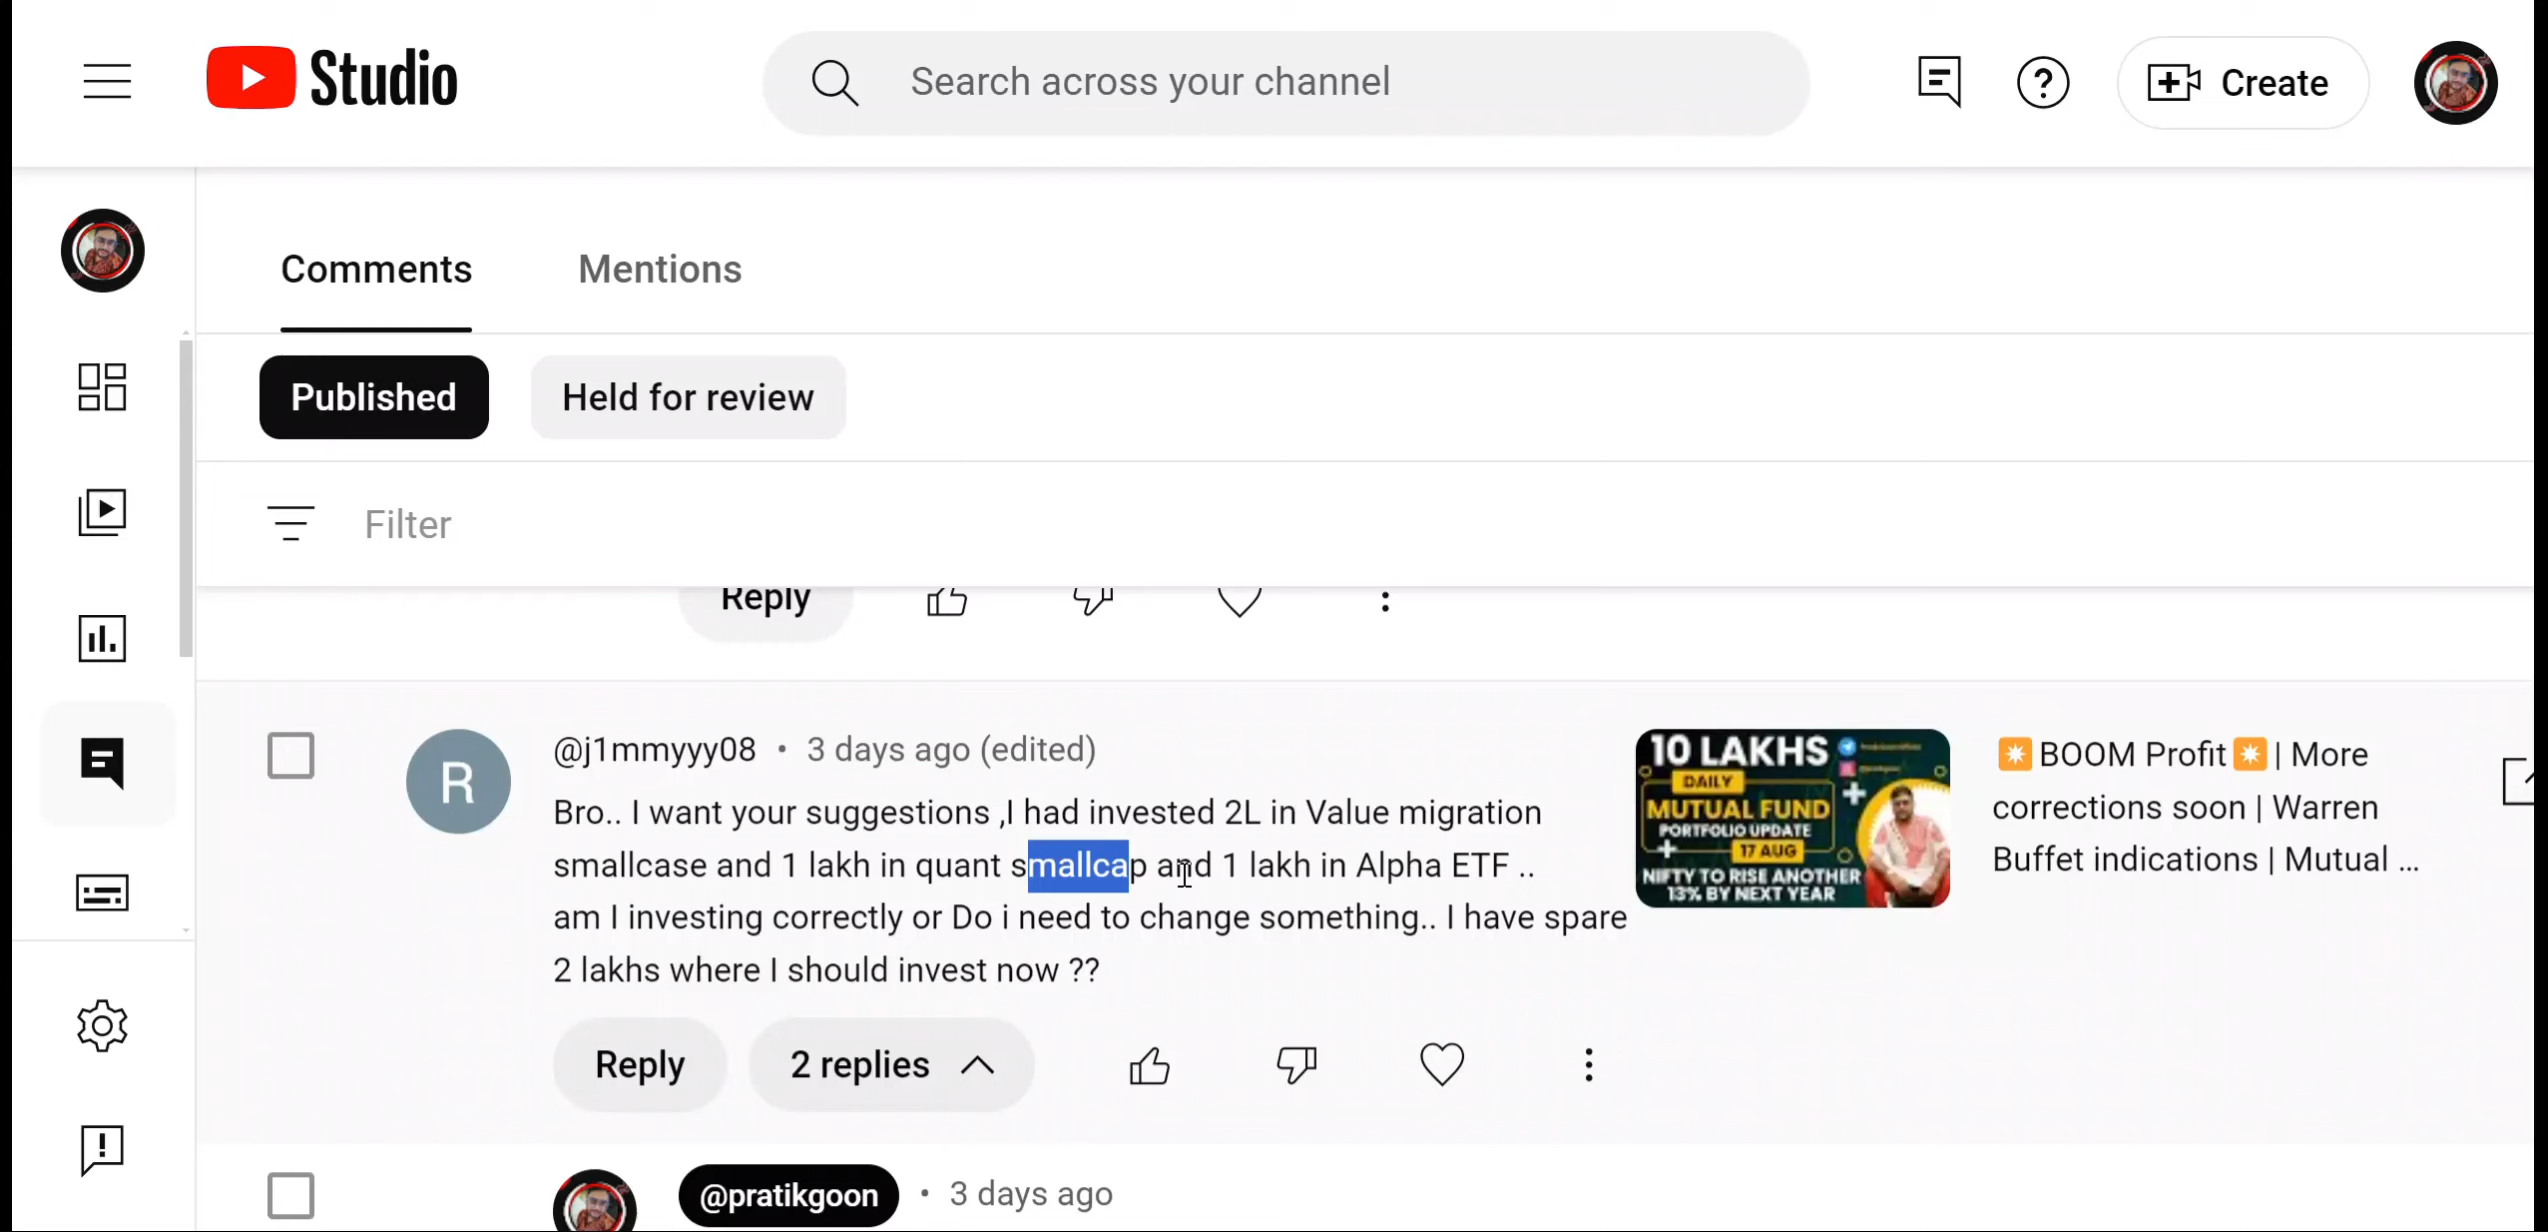 Studio
Search across your channel
Create
Comments
Mentions
Published
Held for review
Filter
Reply
@j1mmyyy08 • 3 days ago (edited)
Bro.. I want your suggestions ,I had invested 2L in Value migration
smallcase and 1 lakh in quant smallcap and 1 lakh in Alpha ETF ..
am I investing correctly or Do i need to change something.. I have spare
2 lakhs where I should invest now ??
10 LAKHS
DAILY
MUTUAL FUND
PORTFOLIO UPDATE
17 AUG
NIFTY TO RISE ANOTHER
13% BY NEXT YEAR
💥BOOM Profit💥| More
corrections soon | Warren
Buffet indications | Mutual ...
Reply
2 replies
R
@pratikgoon • 3 days ago